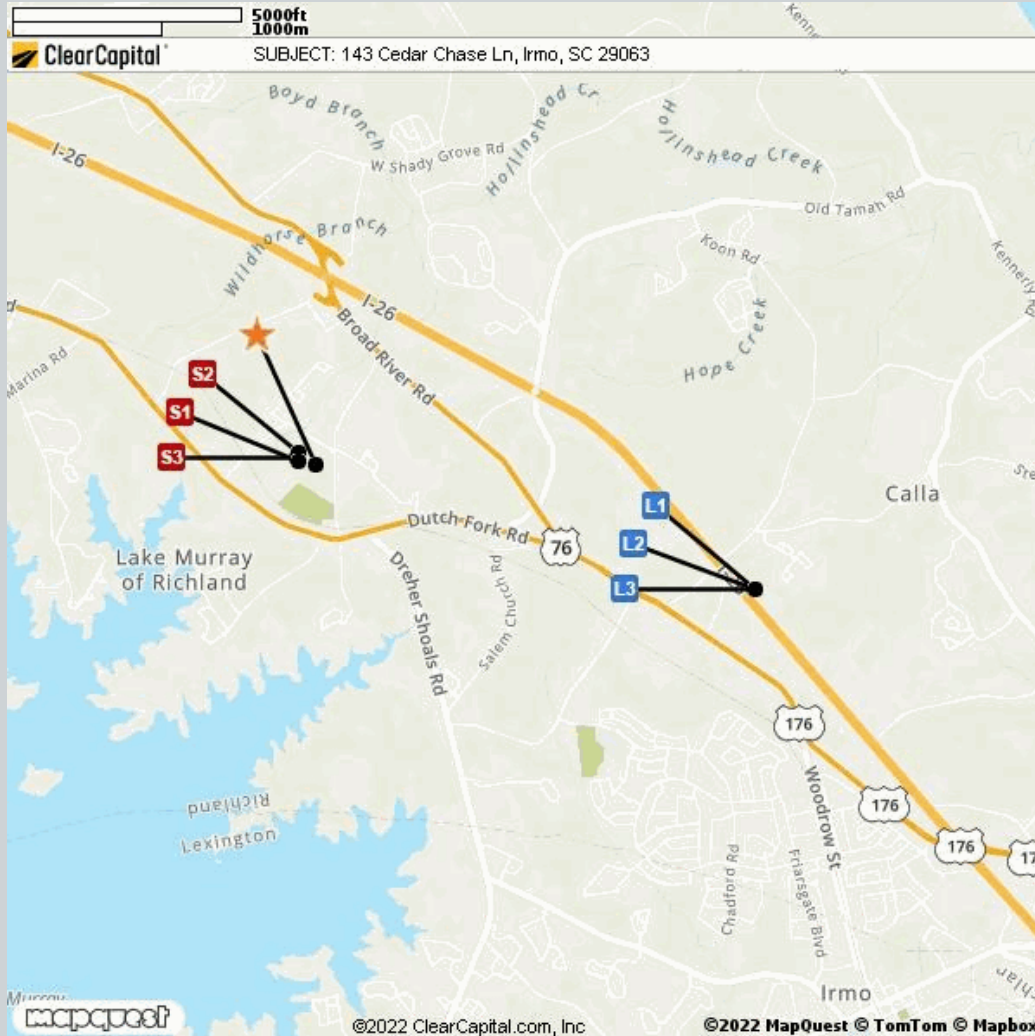 5000ft
1000m
ClearCapital
SUBJECT: 143 Cedar Chase Ln, Irmo, SC 29063
Boyd Branch
W Shady Grove Rd
Hollinshead Cr
Hollinshead Creek
Old Tamah Rd
I-26
Wildhorse Branch
Koon Rd
Kennerly
I-26
Broad River Rd
Hope Creek
Marina Rd
S2
S1
S3
L1
Calla
L2
Dutch Fork Rd
76
Lake Murray
of Richland
L3
Dreher Shoals Rd
Salem Church Rd
176
Woodrow St
176
Richland
Lexington
176
Chadford Rd
Friarsgate Blvd
Irmo
Murray
mapquest
©2022 ClearCapital.com, Inc
©2022 MapQuest © TomTom © Mapbo